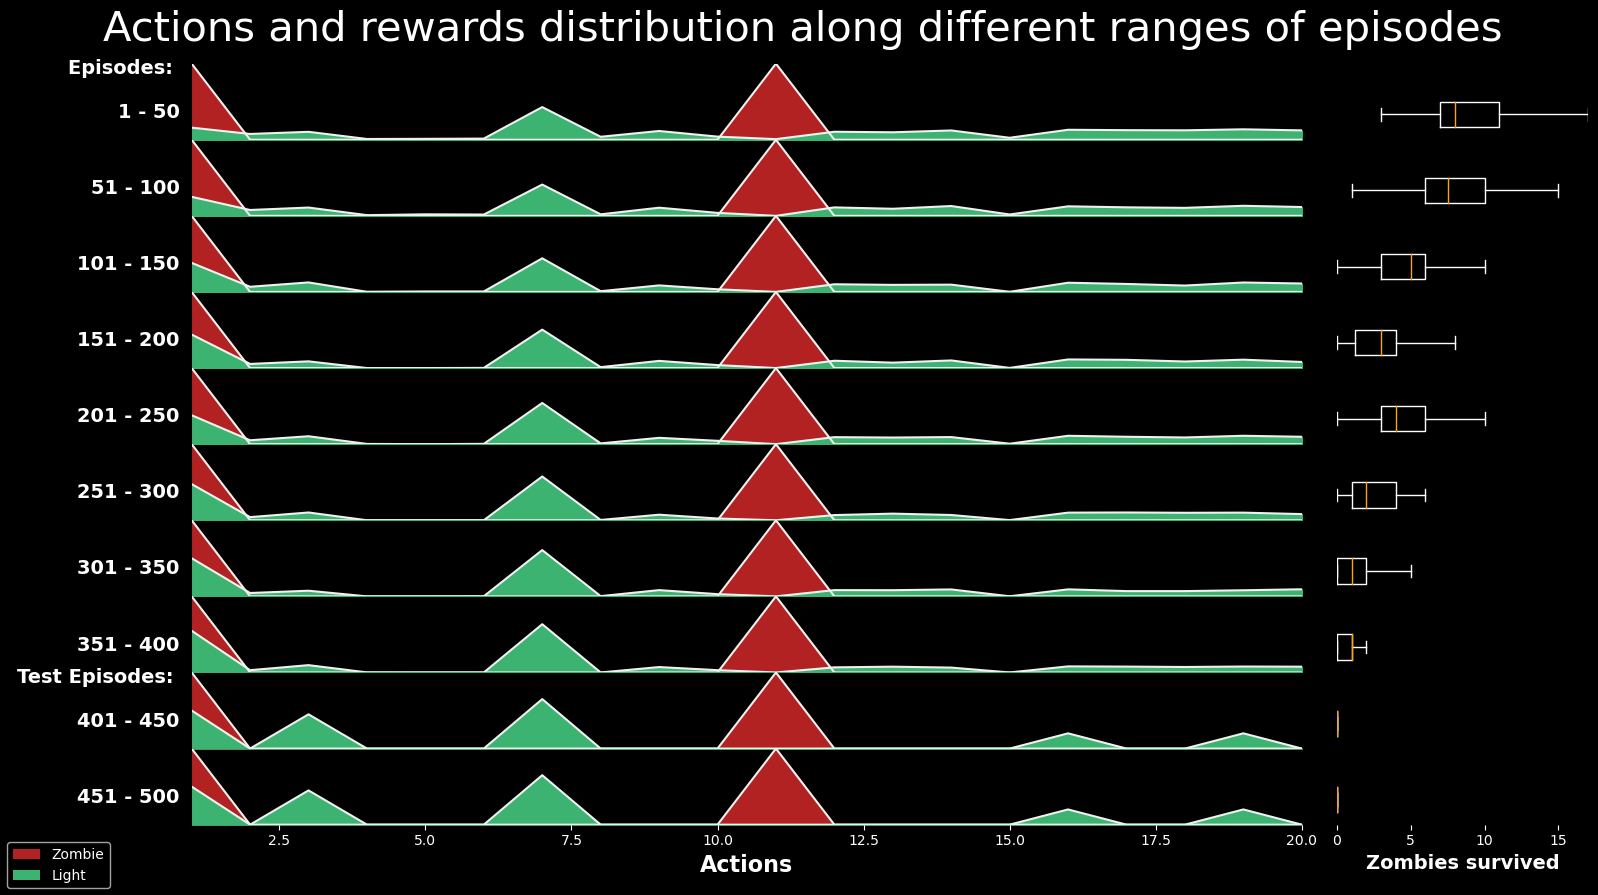 Actions and rewards distribution along different ranges of episodes
Episodes:
1 - 50
51 - 100
101 - 150
151 - 200
201 - 250
251 - 300
301 - 350
351 - 400
Test Episodes:
401 - 450
451 - 500
2.5 5.0 7.5 10.0 12.5 15.0 17.5 20.0
Actions
0 5 10 15
Zombies survived
Zombie
Light